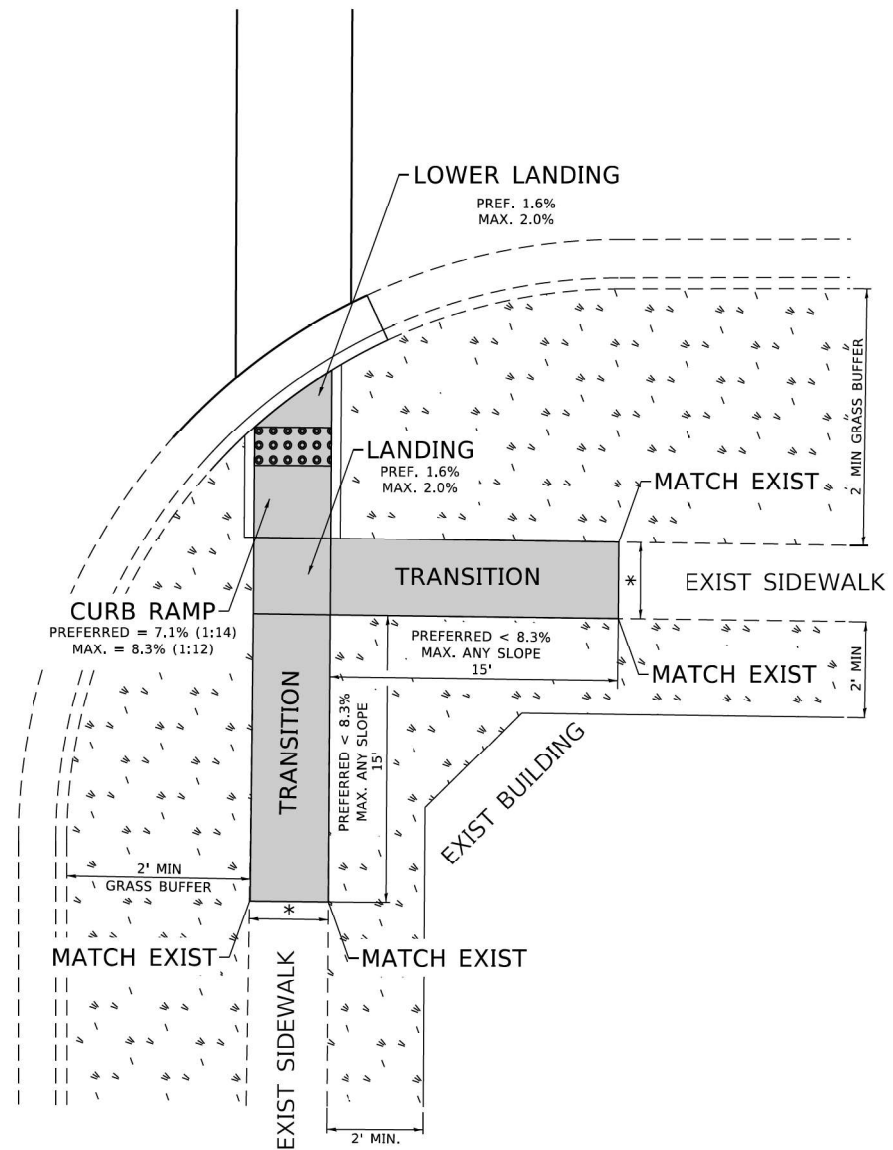 LOWER LANDING
PREF. 1.6%
MAX. 2.0%
2 MIN GRASS BUFFER
LANDING
PREF. 1.6%
MAX. 2.0%
MATCH EXIST
TRANSITION
*
EXIST SIDEWALK
CURB RAMP
PREFERRED = 7.1% (1:14)
MAX. = 8.3% (1:12)
PREFERRED < 8.3%
MAX. ANY SLOPE
15'
MATCH EXIST
2' MIN
TRANSITION
PREFERRED < 8.3%
MAX. ANY SLOPE
15'
EXIST BUILDING
2' MIN
GRASS BUFFER
*
MATCH EXIST
MATCH EXIST
EXIST SIDEWALK
2' MIN.